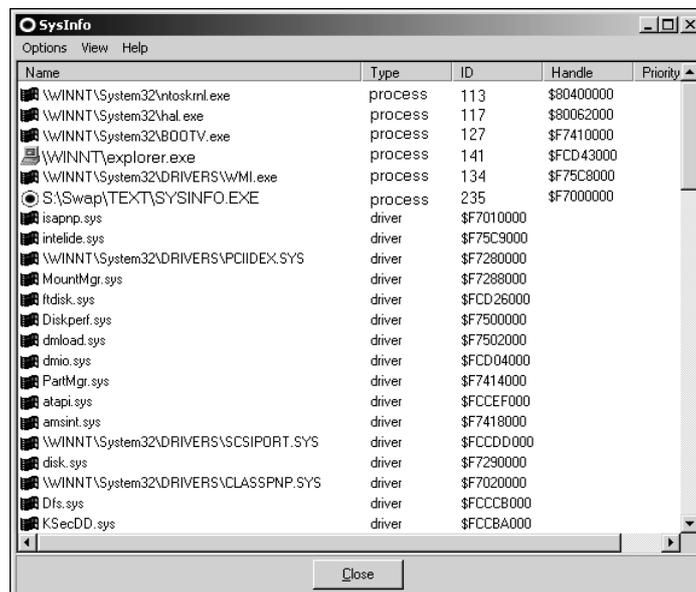 SysInfo
Options View Help
Name Type ID Handle Priority
\WINNT\System32\ntoskrnl.exe process 113 $80400000
\WINNT\System32\hal.exe process 117 $80062000
\WINNT\System32\BOOTV.exe process 127 $F7410000
\WINNT\explorer.exe process 141 $FCD43000
\WINNT\System32\DRIVERS\WMI.exe process 134 $F75C8000
S:\Swap\TEXT\SYSINFO.EXE process 235 $F7000000
isapnp.sys driver $F7010000
intelide.sys driver $F75C9000
\WINNT\System32\DRIVERS\PCIIDEX.SYS driver $F7280000
MountMgr.sys driver $F7288000
ftdisk.sys driver $FCD26000
Diskperf.sys driver $F7500000
dmload.sys driver $F7502000
dmio.sys driver $FCD04000
PartMgr.sys driver $F7414000
atapi.sys driver $FCCEF000
amsint.sys driver $F7418000
\WINNT\System32\DRIVERS\SCSIPORT.SYS driver $FCCDD000
disk.sys driver $F7290000
\WINNT\System32\DRIVERS\CLASSPNP.SYS driver $F7020000
Dfs.sys driver $FCCCB000
KSecDD.sys driver $FCCBA000
Close